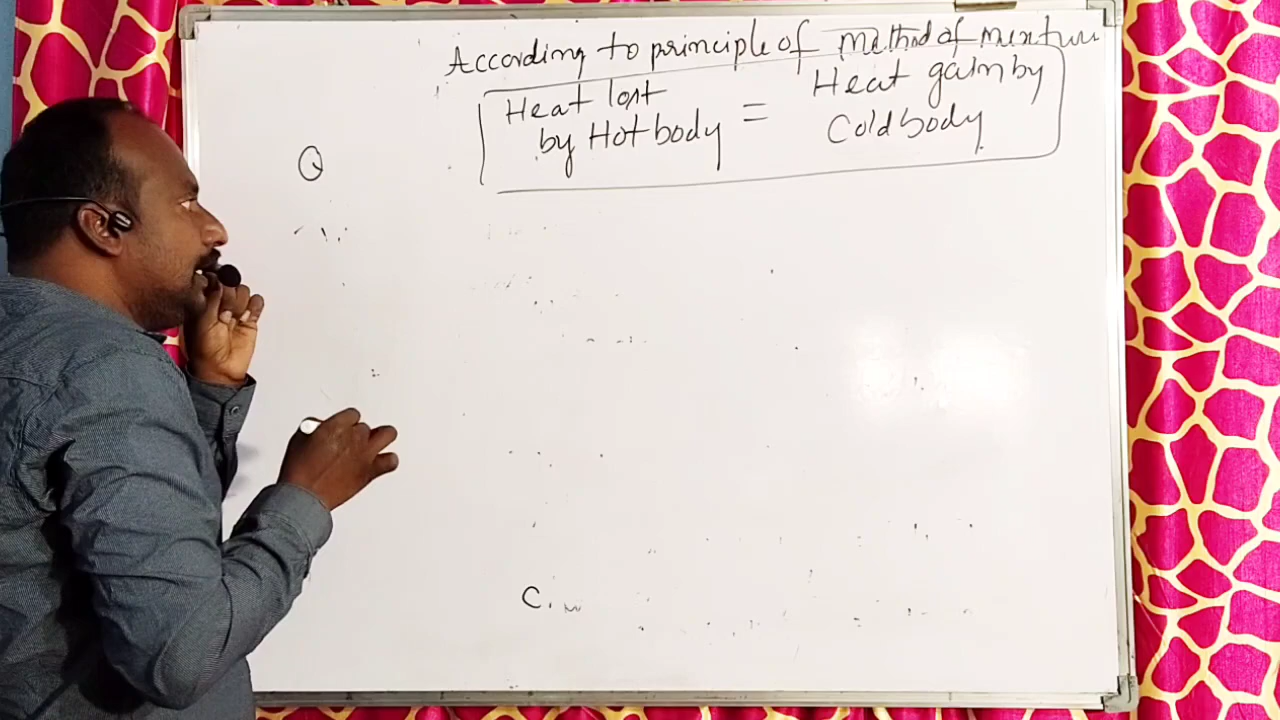 According to principle of method of mixture
Heat lost
by Hot body
=
Heat gain by
Cold body
Q
C.